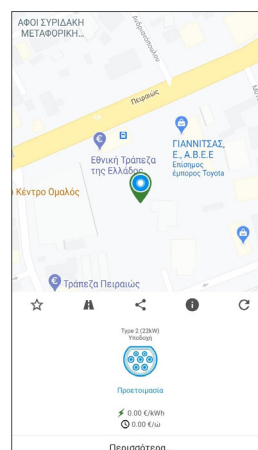 ΑΦΟΙ ΣΥΡΙΔΑΚΗ
ΜΕΤΑΦΟΡΙΚΗ...
Ανδριανοπούλου
Πειραιώς
Εθνική Τράπεζα
της Ελλάδος
ΓΙΑΝΝΙΤΣΑΣ,
Ε., Α.Β.Ε.Ε
Επίσημος
έμπορος Toyota
Κέντρο Ομαλός
Τράπεζα Πειραιώς
Type 2 (22kW)
Υποδοχή
Προετοιμασία
0.00 €/kWh
0.00 €/ώ
Περισσότερα...